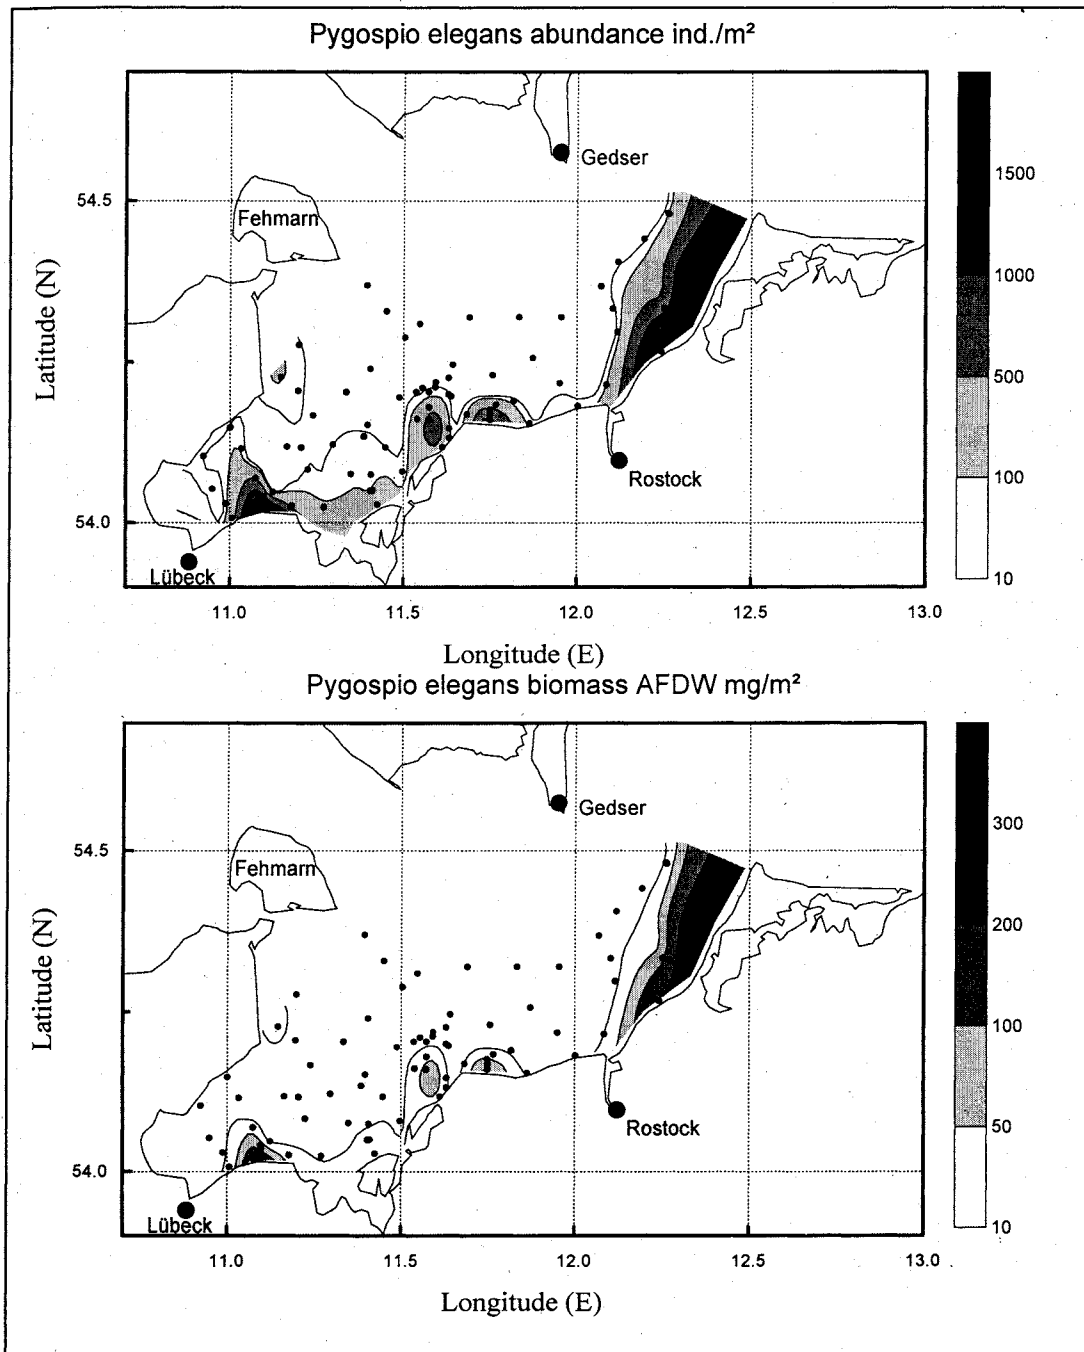 Pygospio elegans abundance ind./m²
Gedser
Fehmarn
Rostock
Lübeck
54.5
54.0
Latitude (N)
11.0
11.5
12.0
12.5
13.0
Longitude (E)
1500
1000
500
100
10
Pygospio elegans biomass AFDW mg/m²
Gedser
Fehmarn
Rostock
Lübeck
54.5
54.0
Latitude (N)
11.0
11.5
12.0
12.5
13.0
Longitude (E)
300
200
100
50
10